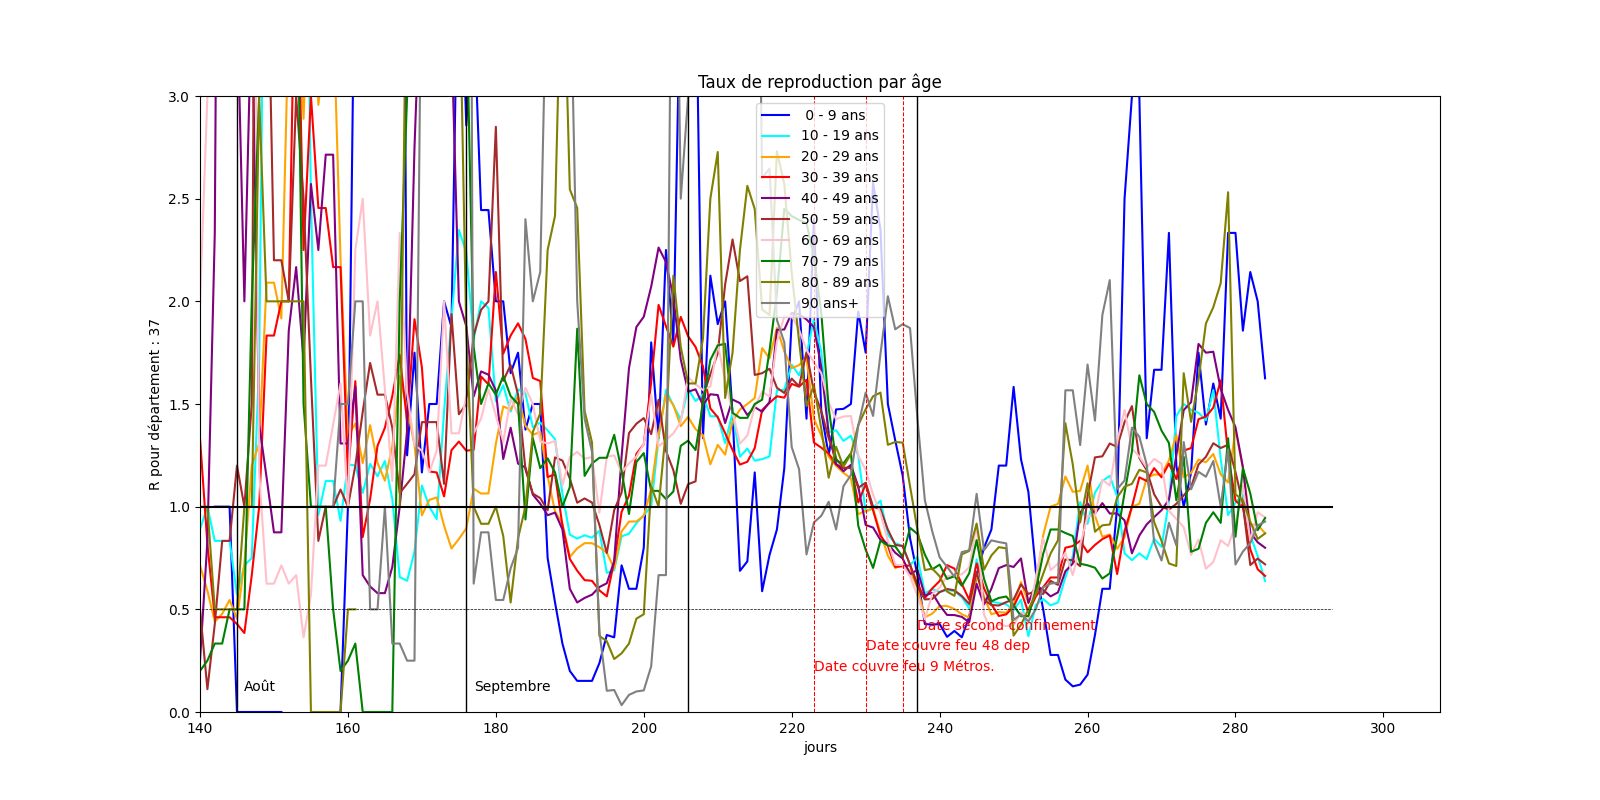 Taux de reproduction par âge
R pour département : 37
3.0
2.5
2.0
1.5
1.0
0.5
0.0
0 - 9 ans
10 - 19 ans
20 - 29 ans
30 - 39 ans
40 - 49 ans
50 - 59 ans
60 - 69 ans
70 - 79 ans
80 - 89 ans
90 ans+
Date second confinement
Date couvre feu 48 dep
Date couvre feu 9 Métros.
Août
Septembre
140 160 180 200 220 240 260 280 300
jours